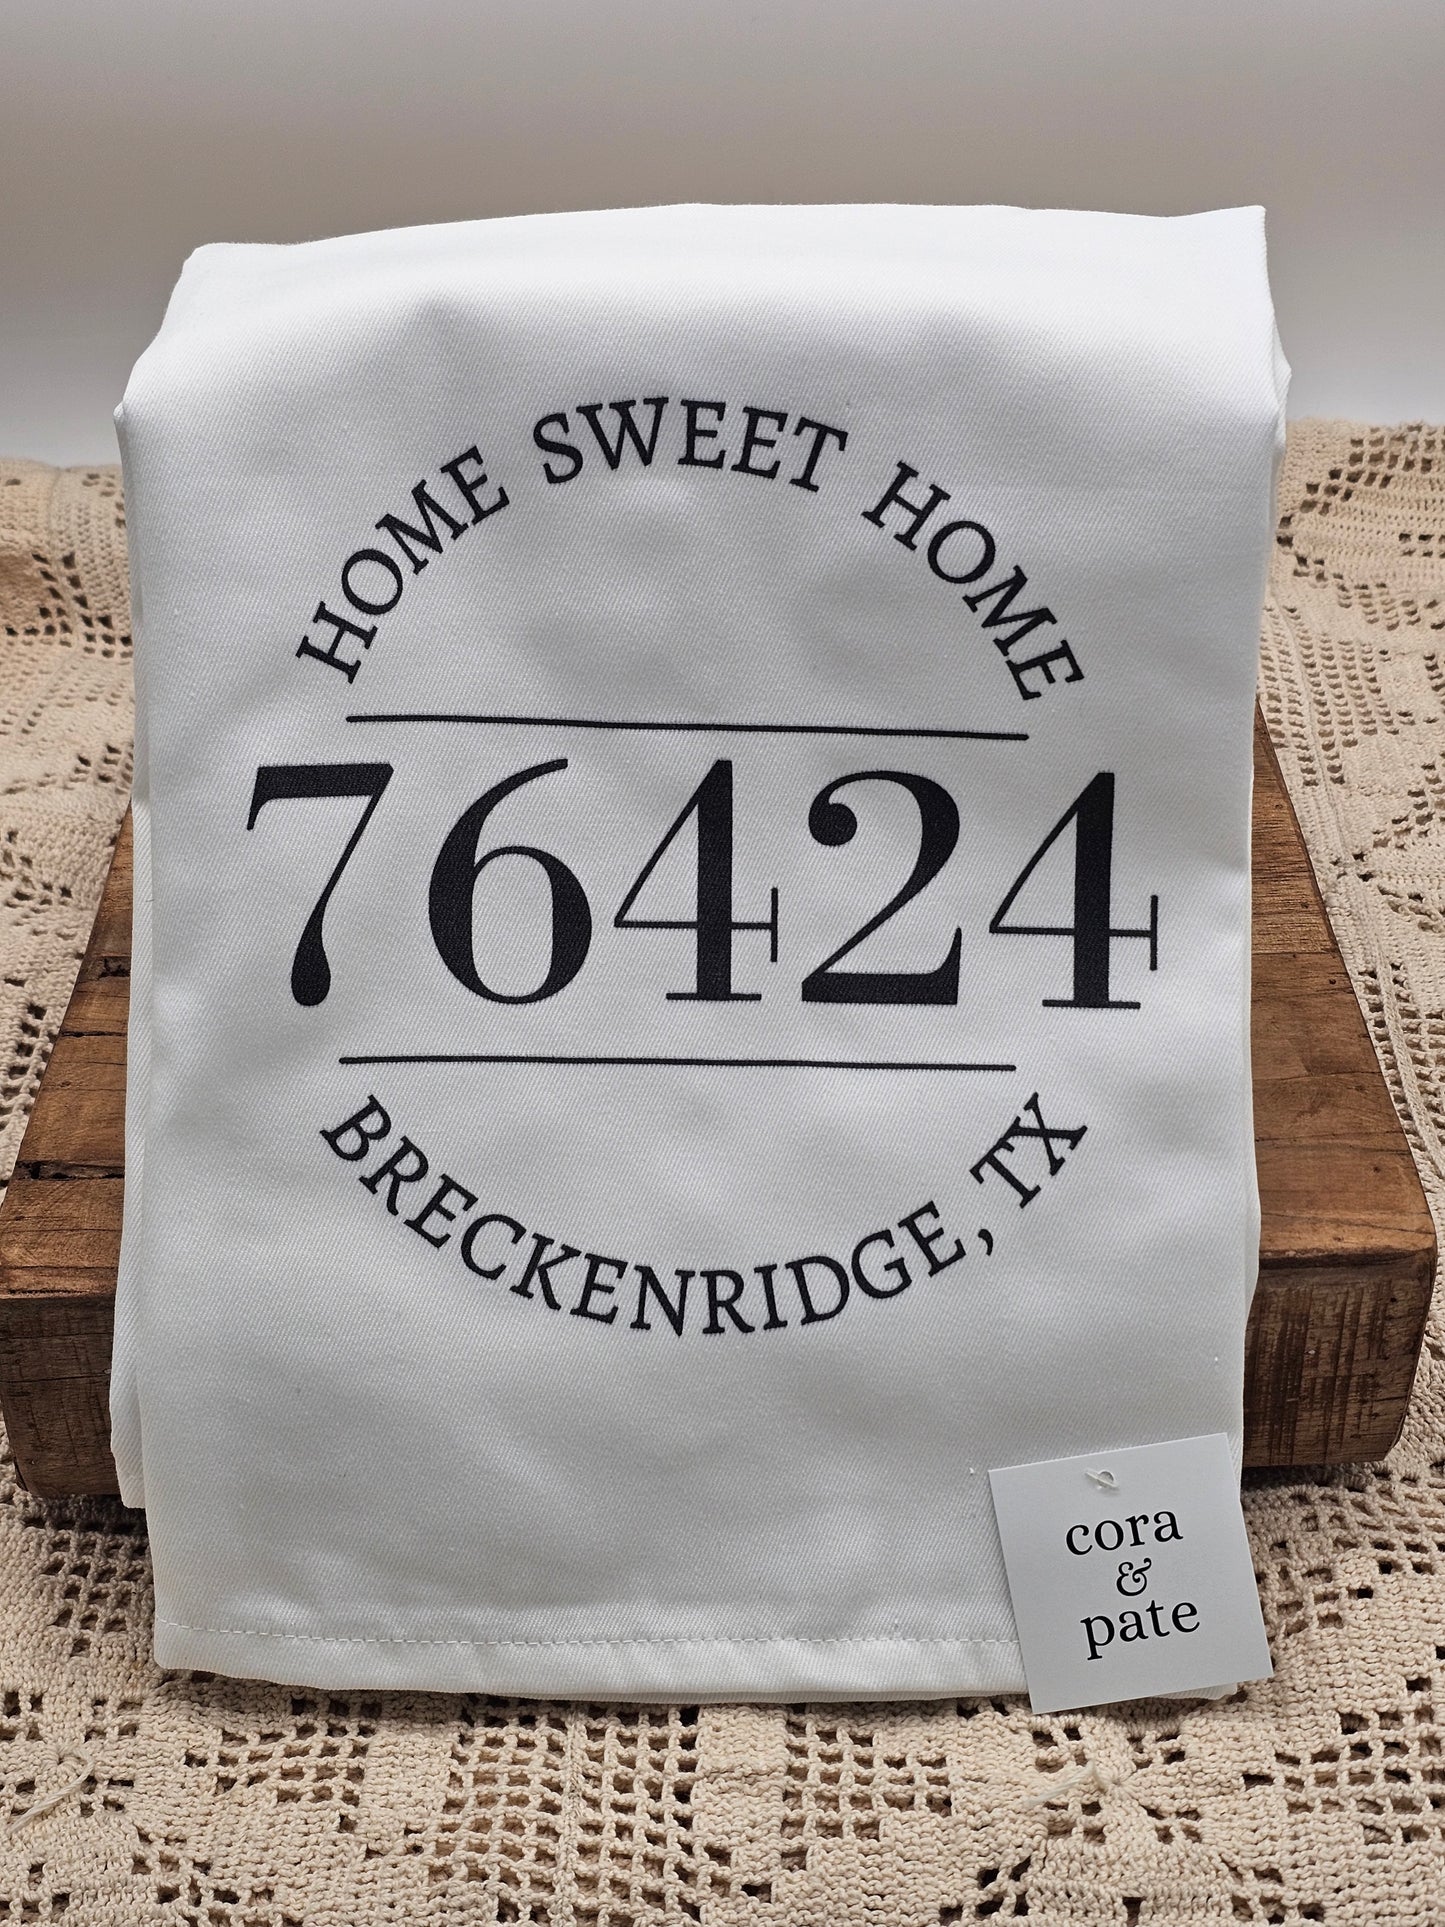 HOME SWEET HOME
76424
BRECKENRIDGE, TX
cora
&
pate